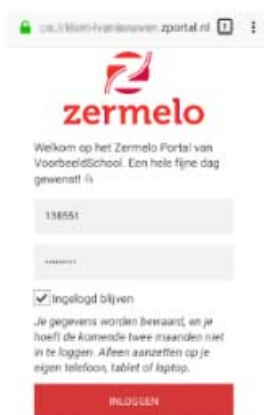 zportal.nl 1
zermelo
Welkom op het Zermelo Portal van
VoorbeeldSchool. Een hele fijne dag
gewenst!
138551
Ingelogd blijven
Je gegevens worden bewaard, en je
hoeft de komende twee maanden niet
in te loggen. Alleen aanzetten op je
eigen telefoon, tablet of laptop.
INLOGGEN